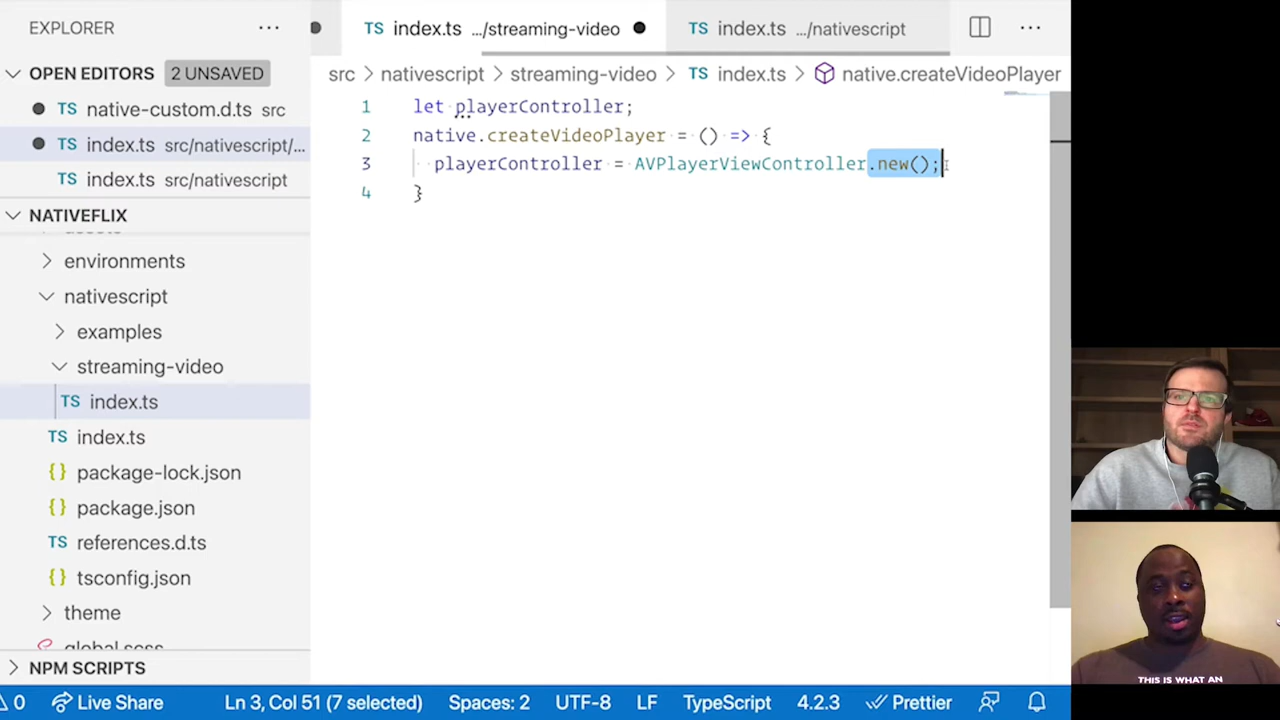 EXPLORER ...
OPEN EDITORS 2 UNSAVED
TS native-custom.d.ts src
TS index.ts src/nativescript/...
TS index.ts src/nativescript
NATIVEFLIX
environments
nativescript
examples
streaming-video
TS index.ts
TS index.ts
{} package-lock.json
{} package.json
TS references.d.ts
{} tsconfig.json
theme
global.scss
NPM SCRIPTS
TS index.ts .../streaming-video
TS index.ts .../nativescript ...
src > nativescript > streaming-video > TS index.ts > native.createVideoPlayer
1 let playerController;
2 native.createVideoPlayer = () => {
3 playerController = AVPlayerViewController.new();
4 }
THIS IS WHAT AN
0 Live Share Ln 3, Col 51 (7 selected) Spaces: 2 UTF-8 LF TypeScript 4.2.3 Prettier